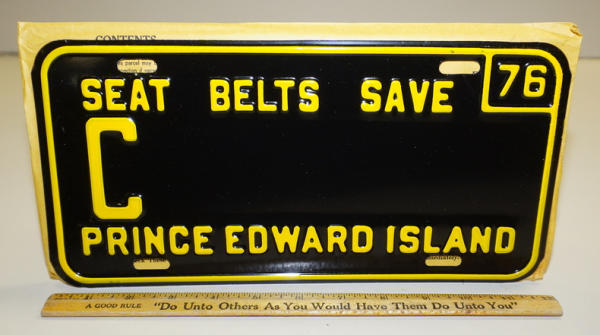 CONTENTS
76
SEAT BELTS SAVE
C
PRINCE EDWARD ISLAND
A GOOD RULE "Do Unto Others As You Would Have Them Do Unto You"